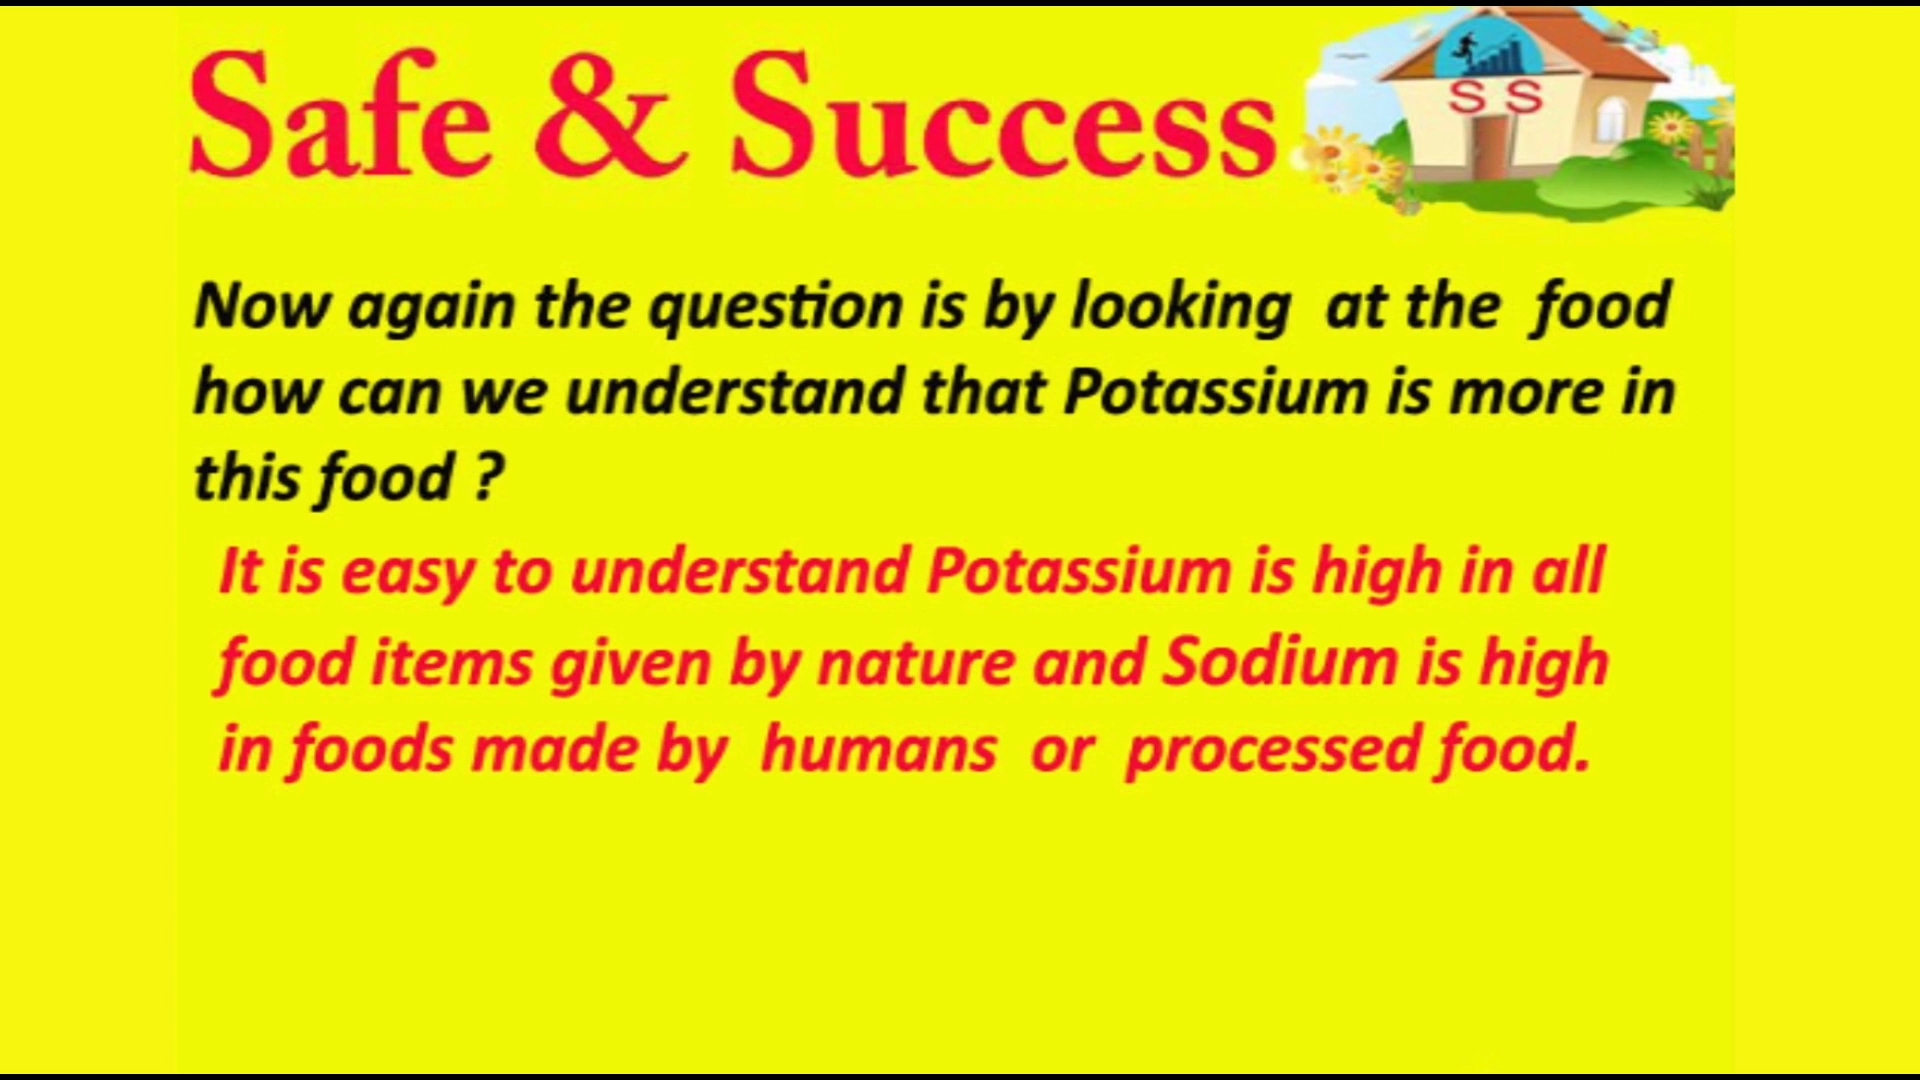 Safe & Success
S S
Now again the question is by looking at the food
how can we understand that Potassium is more in
this food ?
It is easy to understand Potassium is high in all
food items given by nature and Sodium is high
in foods made by humans or processed food.